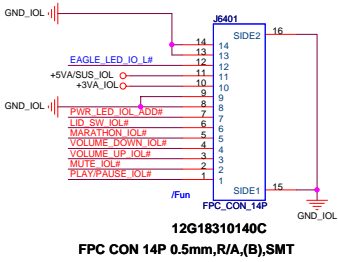 GND_IOL
J6401
SIDE2
16
14
14
13
13
EAGLE_LED_IO_L#
12
12
+5VA/SUS_IOL
11
11
+3VA_IOL
10
10
9
9
GND_IOL
8
8
PWR_LED_IOL_ADD#
7
7
LID_SW_IOL#
6
6
MARATHON_IOL#
5
5
VOLUME_DOWN_IOL#
4
4
VOLUME_UP_IOL#
3
3
MUTE_IOL#
2
2
PLAY/PAUSE_IOL#
1
1
SIDE1
15
/Fun
FPC_CON_14P
GND_IOL
12G18310140C
FPC CON 14P 0.5mm,R/A,(B),SMT